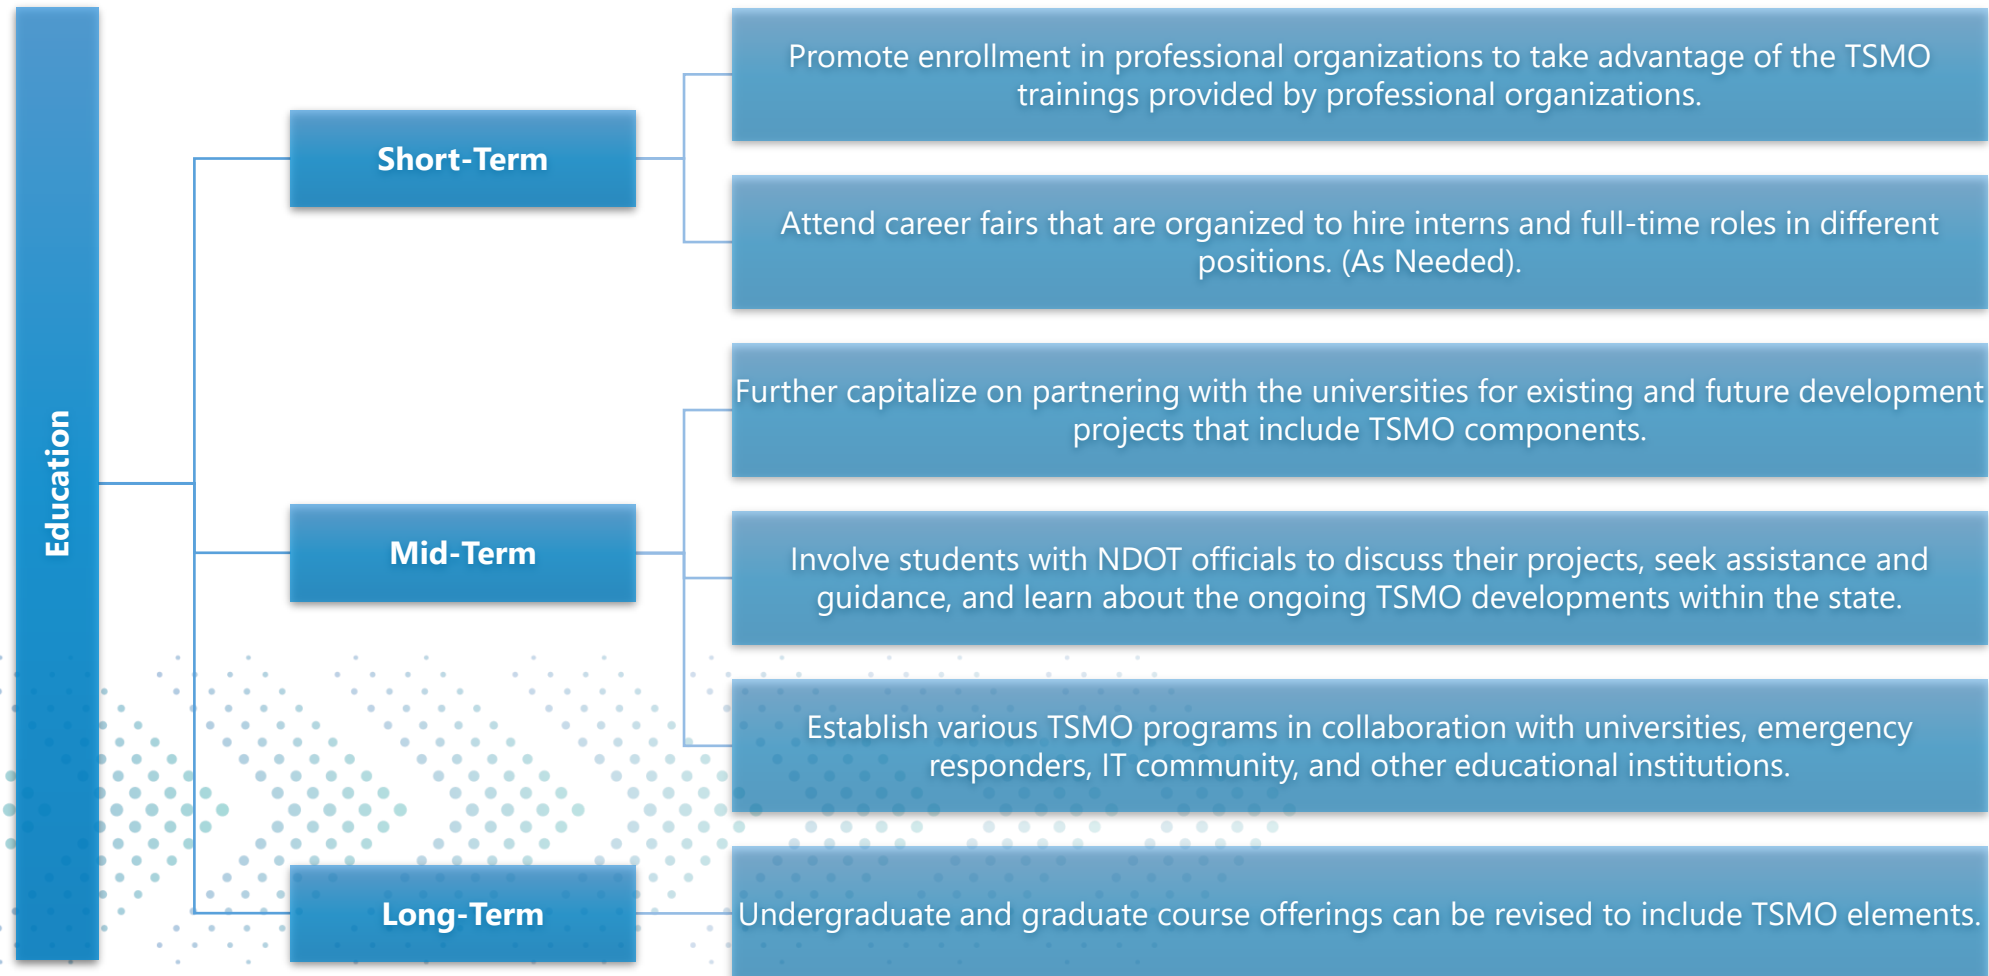 Education
Short-Term
Promote enrollment in professional organizations to take advantage of the TSMO
trainings provided by professional organizations.
Attend career fairs that are organized to hire interns and full-time roles in different
positions. (As Needed).
Mid-Term
Further capitalize on partnering with the universities for existing and future development
projects that include TSMO components.
Involve students with NDOT officials to discuss their projects, seek assistance and
guidance, and learn about the ongoing TSMO developments within the state.
Establish various TSMO programs in collaboration with universities, emergency
responders, IT community, and other educational institutions.
Long-Term
Undergraduate and graduate course offerings can be revised to include TSMO elements.